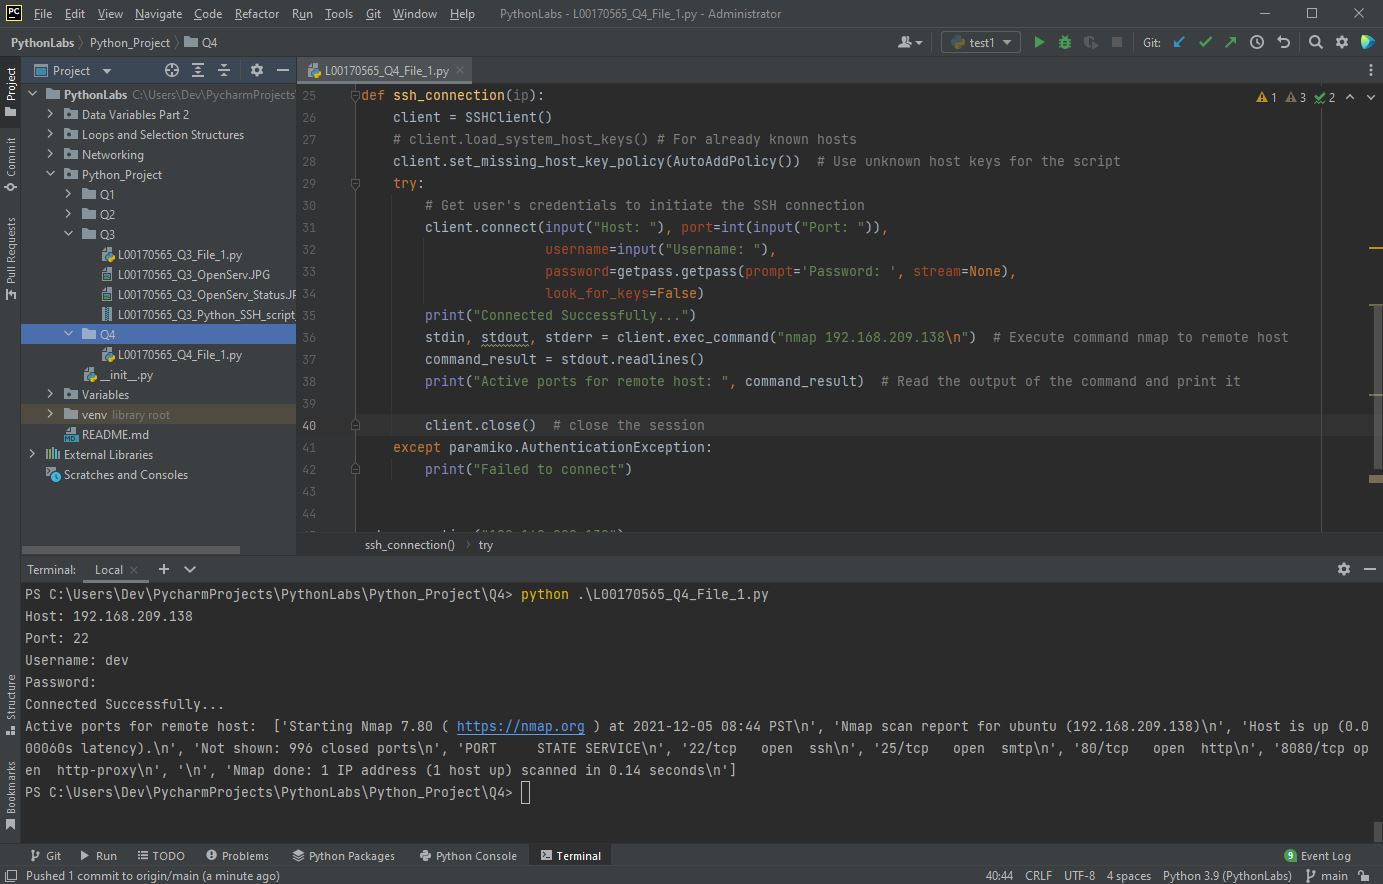 PC File Edit View Navigate Code Refactor Run Tools Git Window Help PythonLabs - L00170565_Q4_File_1.py - Administrator
PythonLabs Python_Project Q4 test1 Git:
Project
L00170565_Q4_File_1.py
PythonLabs C:\Users\Dev\PycharmProjects
Data Variables Part 2
Loops and Selection Structures
Networking
Python_Project
Q1
Q2
Q3
L00170565_Q3_File_1.py
L00170565_Q3_OpenServ.JPG
L00170565_Q3_OpenServ_Status.JP
L00170565_Q3_Python_SSH_script_
Q4
L00170565_Q4_File_1.py
__init__.py
Variables
venv library root
README.md
External Libraries
Scratches and Consoles
Project
Commit
Pull Requests
Structure
Bookmarks
1 3 2
25 def ssh_connection(ip):
26 client = SSHClient()
27 # client.load_system_host_keys() # For already known hosts
28 client.set_missing_host_key_policy(AutoAddPolicy()) # Use unknown host keys for the script
29 try:
30 # Get user's credentials to initiate the SSH connection
31 client.connect(input("Host: "), port=int(input("Port: ")),
32 username=input("Username: "),
33 password=getpass.getpass(prompt='Password: ', stream=None),
34 look_for_keys=False)
35 print("Connected Successfully...")
36 stdin, stdout, stderr = client.exec_command("nmap 192.168.209.138\n") # Execute command nmap to remote host
37 command_result = stdout.readlines()
38 print("Active ports for remote host: ", command_result) # Read the output of the command and print it
39
40 client.close() # close the session
41 except paramiko.AuthenticationException:
42 print("Failed to connect")
43
44
ssh_connection() try
Terminal: Local
PS C:\Users\Dev\PycharmProjects\PythonLabs\Python_Project\Q4> python .\L00170565_Q4_File_1.py
Host: 192.168.209.138
Port: 22
Username: dev
Password:
Connected Successfully...
Active ports for remote host:  ['Starting Nmap 7.80 ( https://nmap.org ) at 2021-12-05 08:44 PST\n', 'Nmap scan report for ubuntu (192.168.209.138)\n', 'Host is up (0.0
00060s latency).\n', 'Not shown: 996 closed ports\n', 'PORT     STATE SERVICE\n', '22/tcp   open  ssh\n', '25/tcp   open  smtp\n', '80/tcp   open  http\n', '8080/tcp op
en  http-proxy\n', '\n', 'Nmap done: 1 IP address (1 host up) scanned in 0.14 seconds\n']
PS C:\Users\Dev\PycharmProjects\PythonLabs\Python_Project\Q4>
Git Run TODO Problems Python Packages Python Console Terminal 9 Event Log
Pushed 1 commit to origin/main (a minute ago) 40:44 CRLF UTF-8 4 spaces Python 3.9 (PythonLabs) main